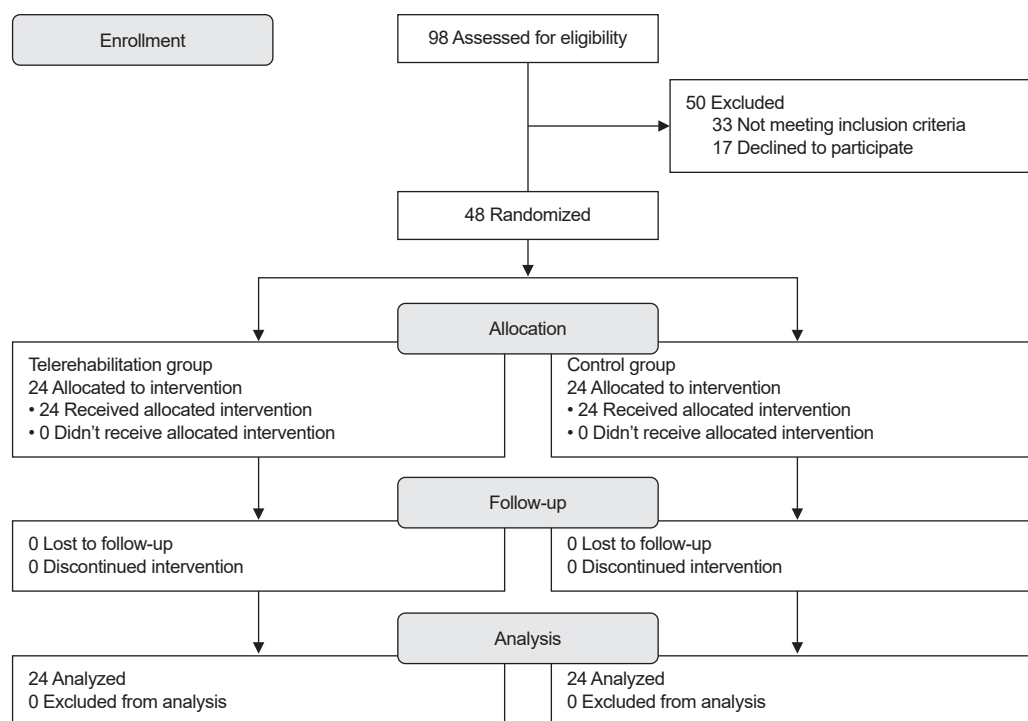 Enrollment
98 Assessed for eligibility
50 Excluded
33 Not meeting inclusion criteria
17 Declined to participate
48 Randomized
Allocation
Telerehabilitation group
24 Allocated to intervention
• 24 Received allocated intervention
• 0 Didn't receive allocated intervention
Control group
24 Allocated to intervention
• 24 Received allocated intervention
• 0 Didn't receive allocated intervention
Follow-up
0 Lost to follow-up
0 Discontinued intervention
0 Lost to follow-up
0 Discontinued intervention
Analysis
24 Analyzed
0 Excluded from analysis
24 Analyzed
0 Excluded from analysis